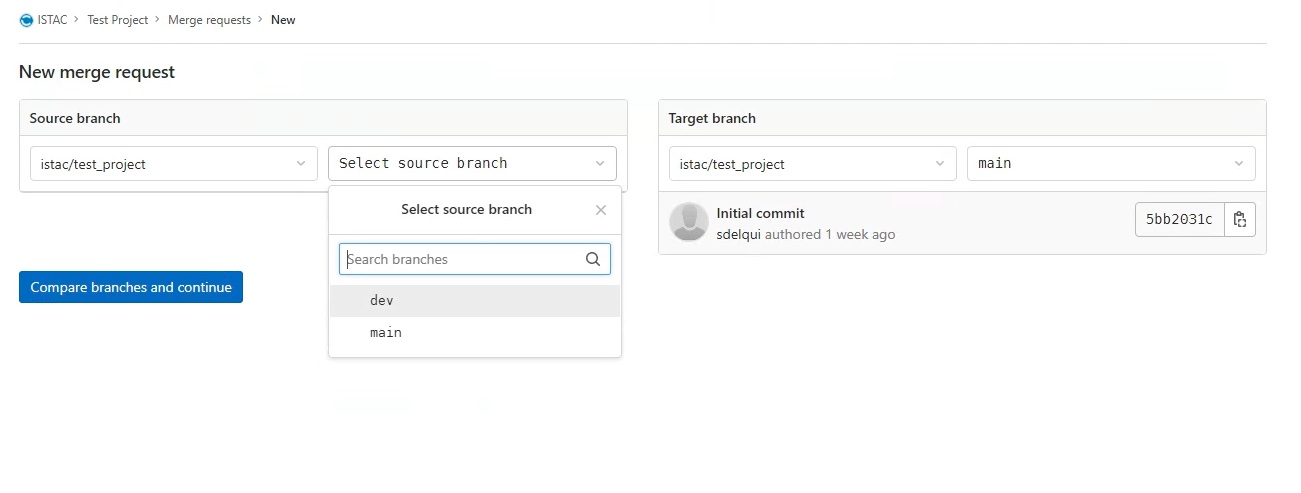 ISTAC > Test Project > Merge requests > New
New merge request
Source branch
istac/test_project
Select source branch
Select source branch
Search branches
dev
main
Compare branches and continue
Target branch
istac/test_project
main
Initial commit
sdelqui authored 1 week ago
5bb2031c